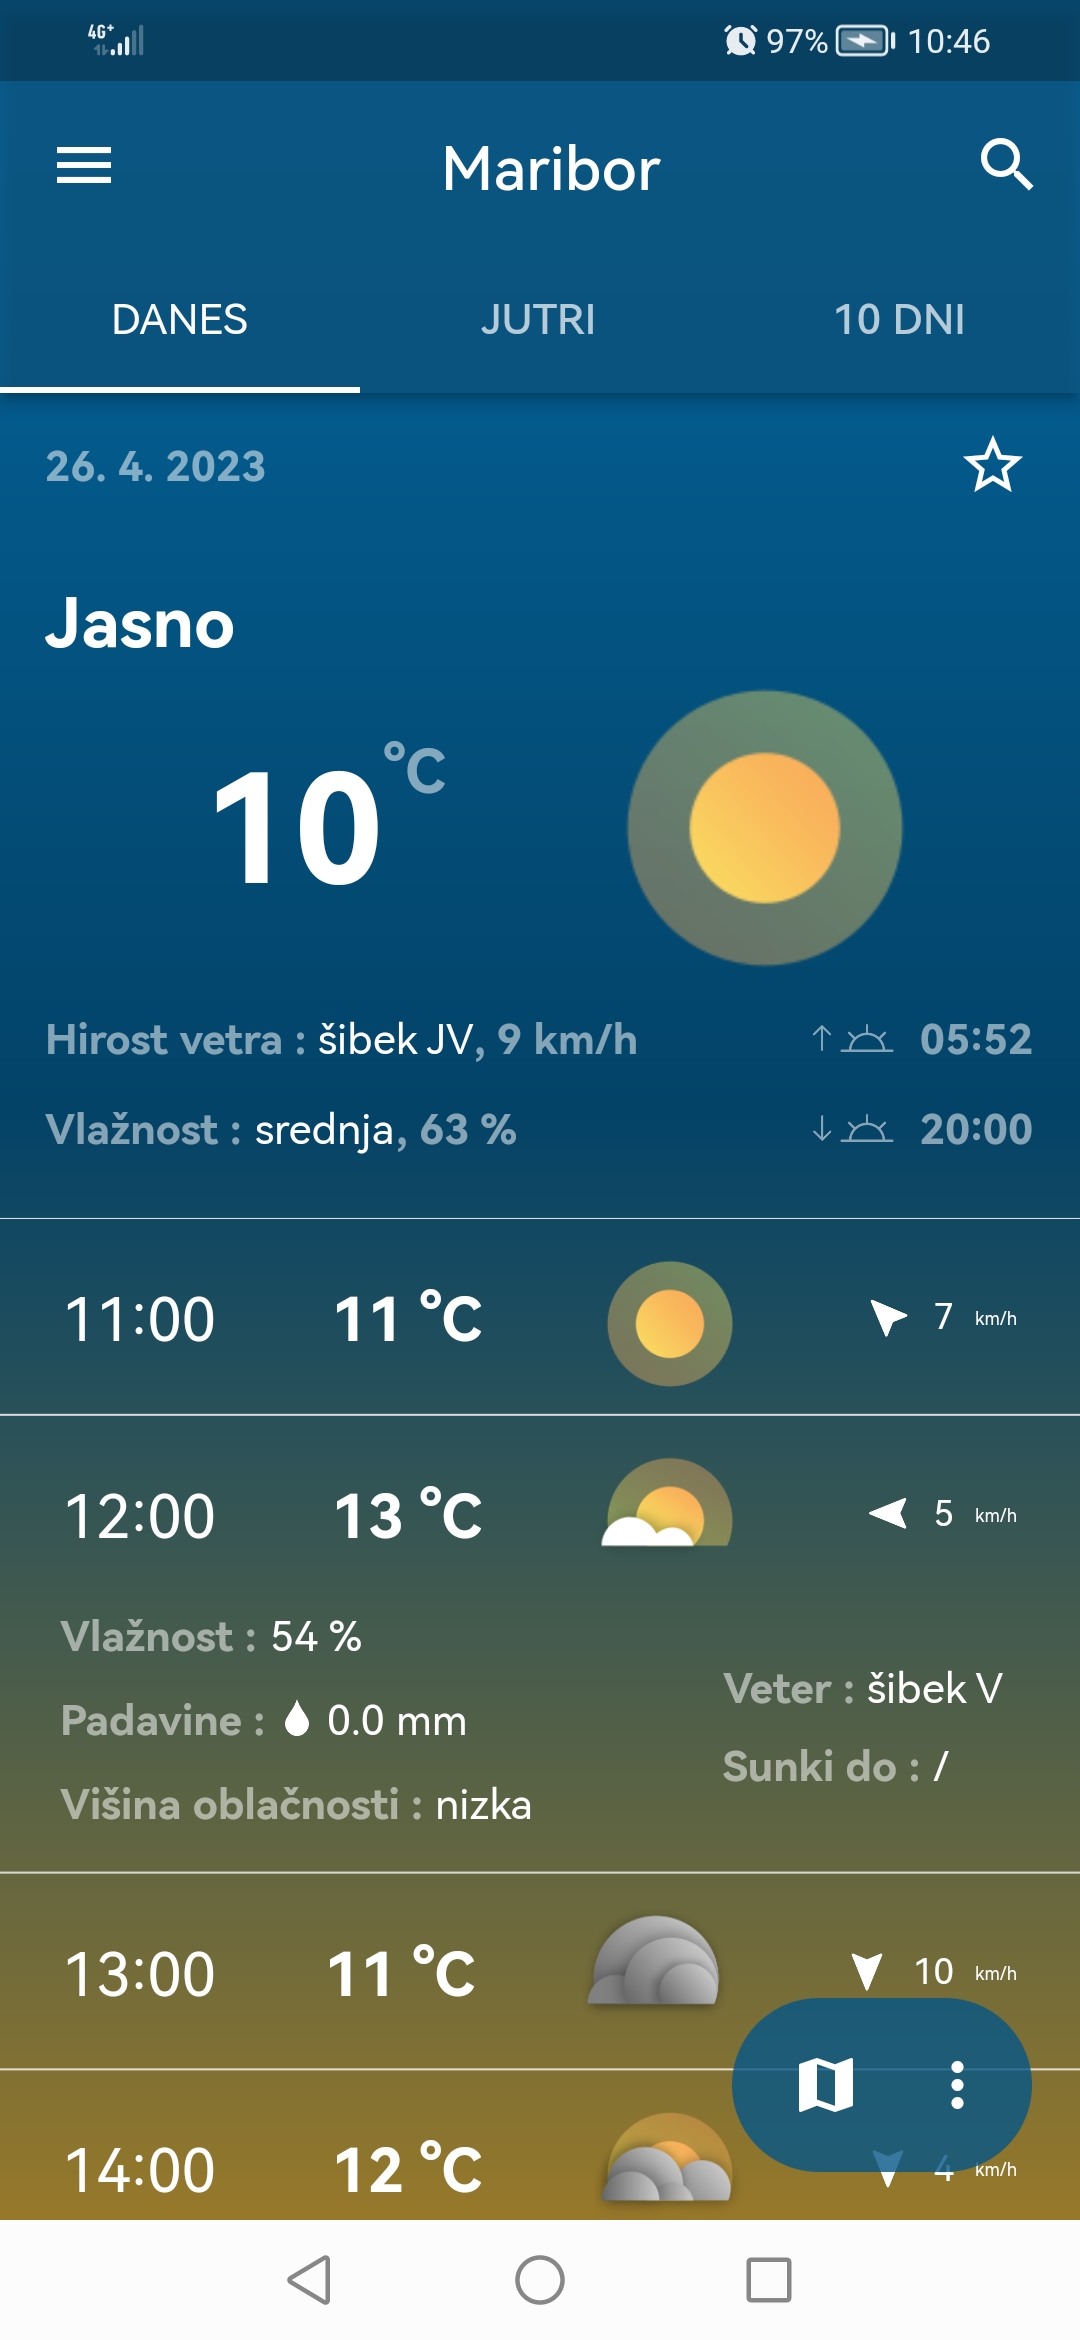 4G+ 97% 10:46
Maribor
DANES JUTRI 10 DNI
26. 4. 2023
Jasno
10 °C
Hirost vetra : šibek JV, 9 km/h 05:52
Vlažnost : srednja, 63 % 20:00
11:00 11 °C 7 km/h
12:00 13 °C 5 km/h
Vlažnost : 54 %
Veter : šibek V
Padavine : 0.0 mm
Sunki do : /
Višina oblačnosti : nizka
13:00 11 °C 10 km/h
14:00 12 °C 4 km/h